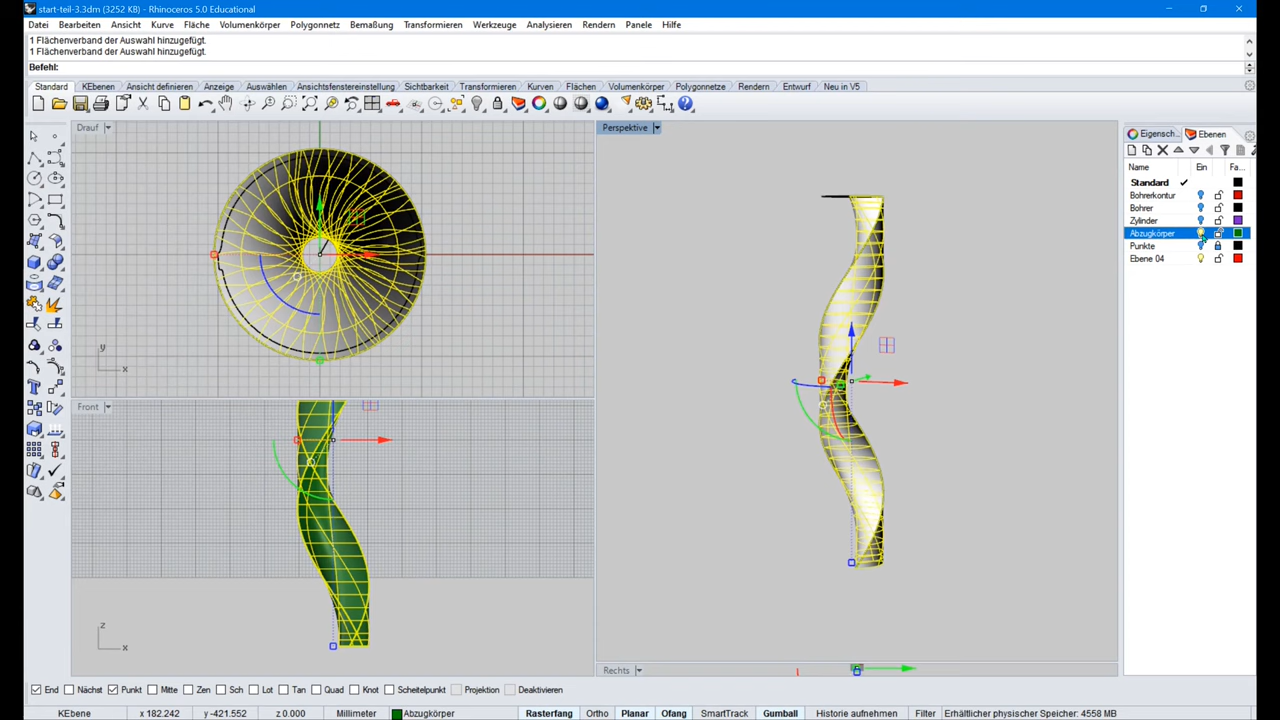 start-teil-3.3dm (3252 KB) - Rhinoceros 5.0 Educational
Datei Bearbeiten Ansicht Kurve Fläche Volumenkörper Polygonnetz Bemaßung Transformieren Werkzeuge Analysieren Rendern Panele Hilfe
1 Flächenverband der Auswahl hinzugefügt.
1 Flächenverband der Auswahl hinzugefügt.
Befehl:
Standard KEbenen Ansicht definieren Anzeige Auswählen Ansichtsfenstereinstellung Sichtbarkeit Transformieren Kurven Flächen Volumenkörper Polygonnetze Rendern Entwurf Neu in V5
Drauf
Perspektive
Eigensch
Ebenen
Name Ein Fa...
Standard
Bohrerkontur
Bohrer
Zylinder
Abzugkörper
Punkte
Ebene 04
y
x
Front
z
x
Rechts
End Nächst Punkt Mitte Zen Sch Lot Tan Quad Knot Scheitelpunkt Projektion Deaktivieren
KEbene x 182.242 y -421.552 z 0.000 Millimeter Abzugkörper Rasterfang Ortho Planar Ofang SmartTrack Gumball Historie aufnehmen Filter Erhältlicher physischer Speicher: 4558 MB